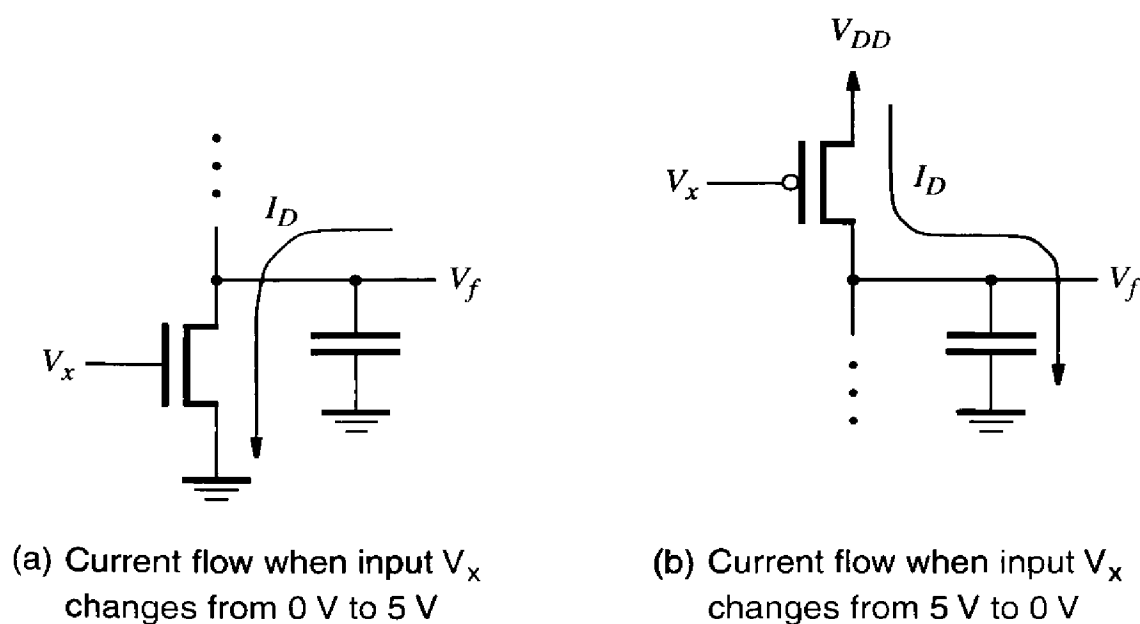 V_x
I_D
V_f
(a) Current flow when input V_x
changes from 0 V to 5 V
V_DD
V_x
I_D
V_f
(b) Current flow when input V_x
changes from 5 V to 0 V